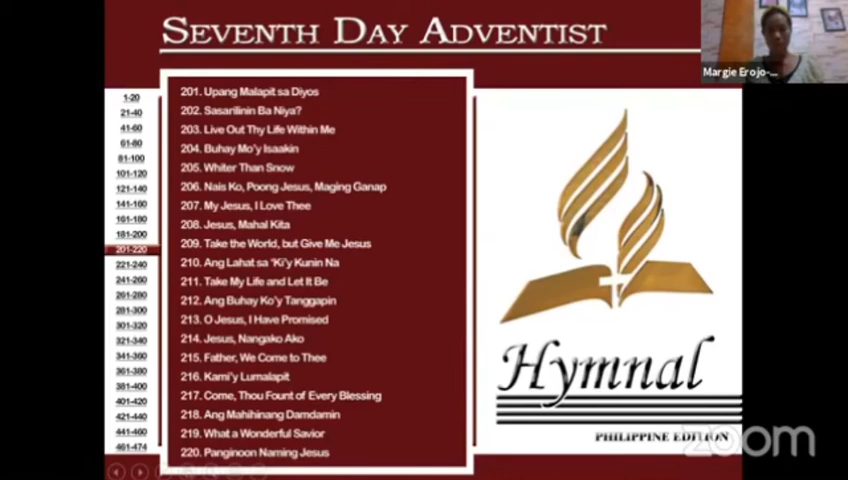 SEVENTH DAY ADVENTIST
Margie Erojo-...
1-20
21-40
41-60
61-80
81-100
101-120
121-140
141-160
161-180
181-200
201-220
221-240
241-260
261-280
281-300
301-320
321-340
341-360
361-380
381-400
401-420
421-440
441-460
461-474
201. Upang Malapit sa Diyos
202. Sasarilinin Ba Niya?
203. Live Out Thy Life Within Me
204. Buhay Mo'y Isaakin
205. Whiter Than Snow
206. Nais Ko, Poong Jesus, Maging Ganap
207. My Jesus, I Love Thee
208. Jesus, Mahal Kita
209. Take the World, but Give Me Jesus
210. Ang Lahat sa 'Ki'y Kunin Na
211. Take My Life and Let It Be
212. Ang Buhay Ko'y Tanggapin
213. O Jesus, I Have Promised
214. Jesus, Nangako Ako
215. Father, We Come to Thee
216. Kami'y Lumalapit
217. Come, Thou Fount of Every Blessing
218. Ang Mahihinang Damdamin
219. What a Wonderful Savior
220. Panginoon Naming Jesus
Hymnal
PHILIPPINE EDITION
zoom